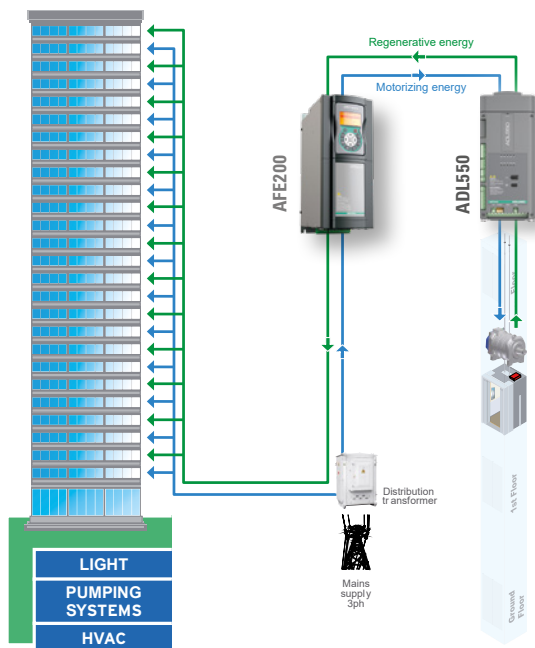 Regenerative energy
Motorizing energy
AFE200
ADL550
Floor
Distribution
transformer
Mains
supply
3ph
1st Floor
Ground
Floor
LIGHT
PUMPING
SYSTEMS
HVAC